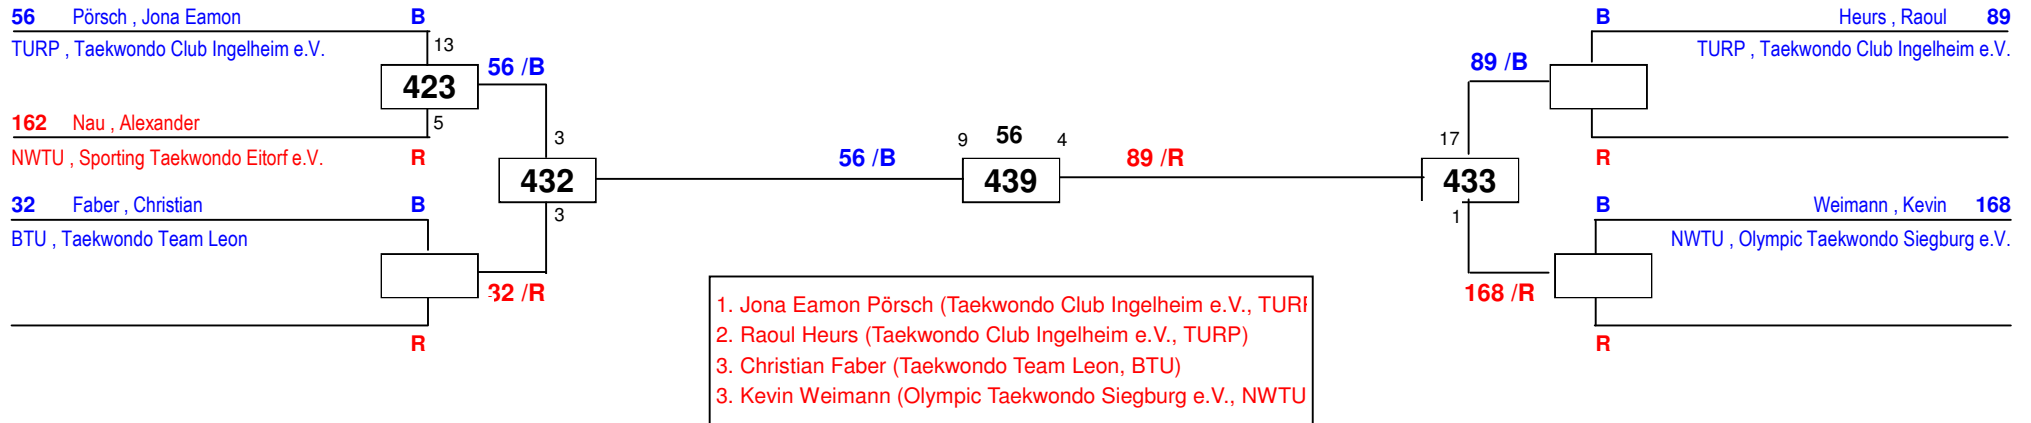 56 Pörsch , Jona Eamon B
TURP , Taekwondo Club Ingelheim e.V.
13
423
56 /B
162 Nau , Alexander
5
NWTU , Sporting Taekwondo Eitorf e.V. R
3
432
3
32 Faber , Christian B
BTU , Taekwondo Team Leon
32 /R
R
56 /B
9 56 4
439
89 /R
B Heurs , Raoul 89
TURP , Taekwondo Club Ingelheim e.V.
89 /B
R
17
433
1
B Weimann , Kevin 168
NWTU , Olympic Taekwondo Siegburg e.V.
168 /R
R
1. Jona Eamon Pörsch (Taekwondo Club Ingelheim e.V., TURP
2. Raoul Heurs (Taekwondo Club Ingelheim e.V., TURP)
3. Christian Faber (Taekwondo Team Leon, BTU)
3. Kevin Weimann (Olympic Taekwondo Siegburg e.V., NWTU